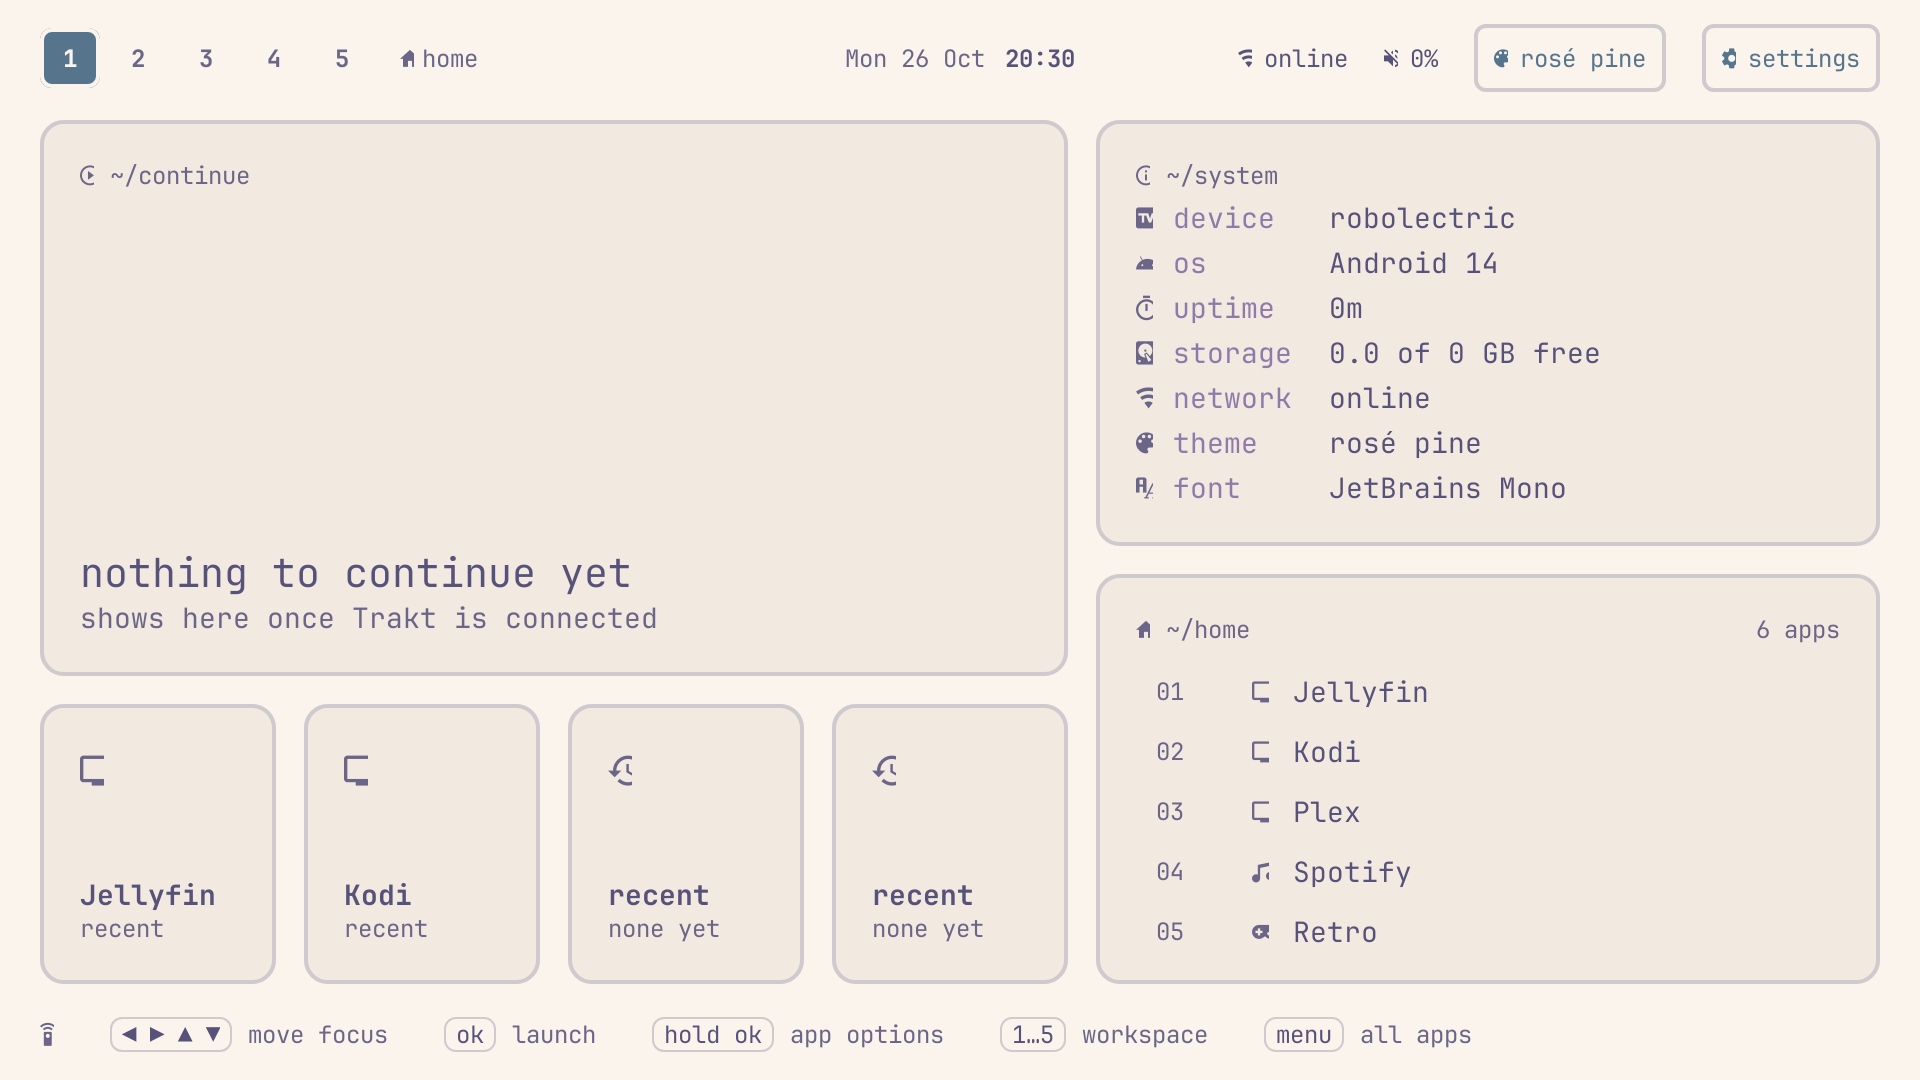 1 2 3 4 5 home
Mon 26 Oct 20:30
online 0% rosé pine settings
~/continue
nothing to continue yet
shows here once Trakt is connected
Jellyfin
recent
Kodi
recent
recent
none yet
recent
none yet
~/system
device robolectric
os Android 14
uptime 0m
storage 0.0 of 0 GB free
network online
theme rosé pine
font JetBrains Mono
~/home 6 apps
01 Jellyfin
02 Kodi
03 Plex
04 Spotify
05 Retro
◀ ▶ ▲ ▼ move focus ok launch hold ok app options 1…5 workspace menu all apps